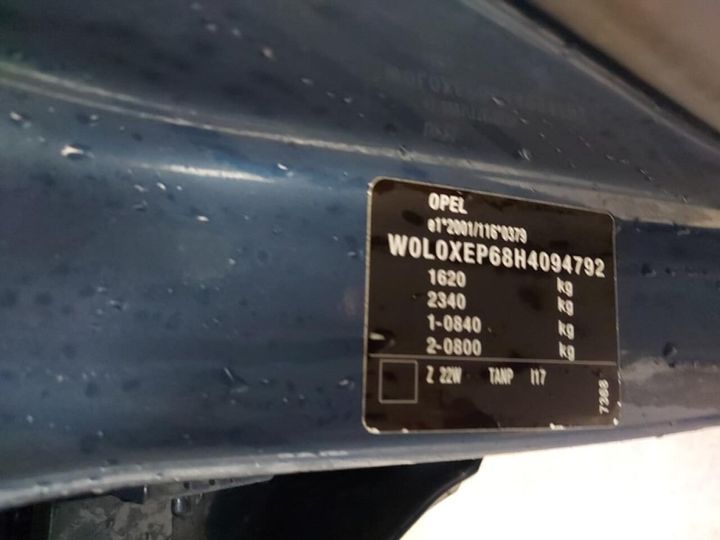 OPEL
e1*2001/116*0379
W0L0XEP68H4094792
1620 kg
2340 kg
1-0840 kg
2-0800 kg
Z 22W TANP I17
7368